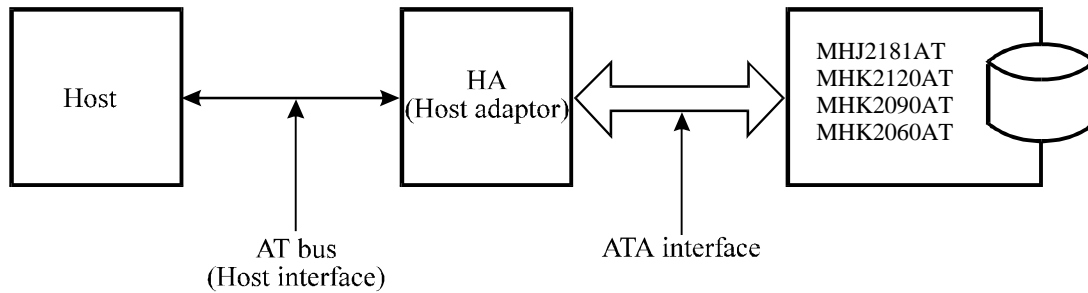 Host
HA
(Host adaptor)
MHJ2181AT
MHK2120AT
MHK2090AT
MHK2060AT
AT bus
(Host interface)
ATA interface